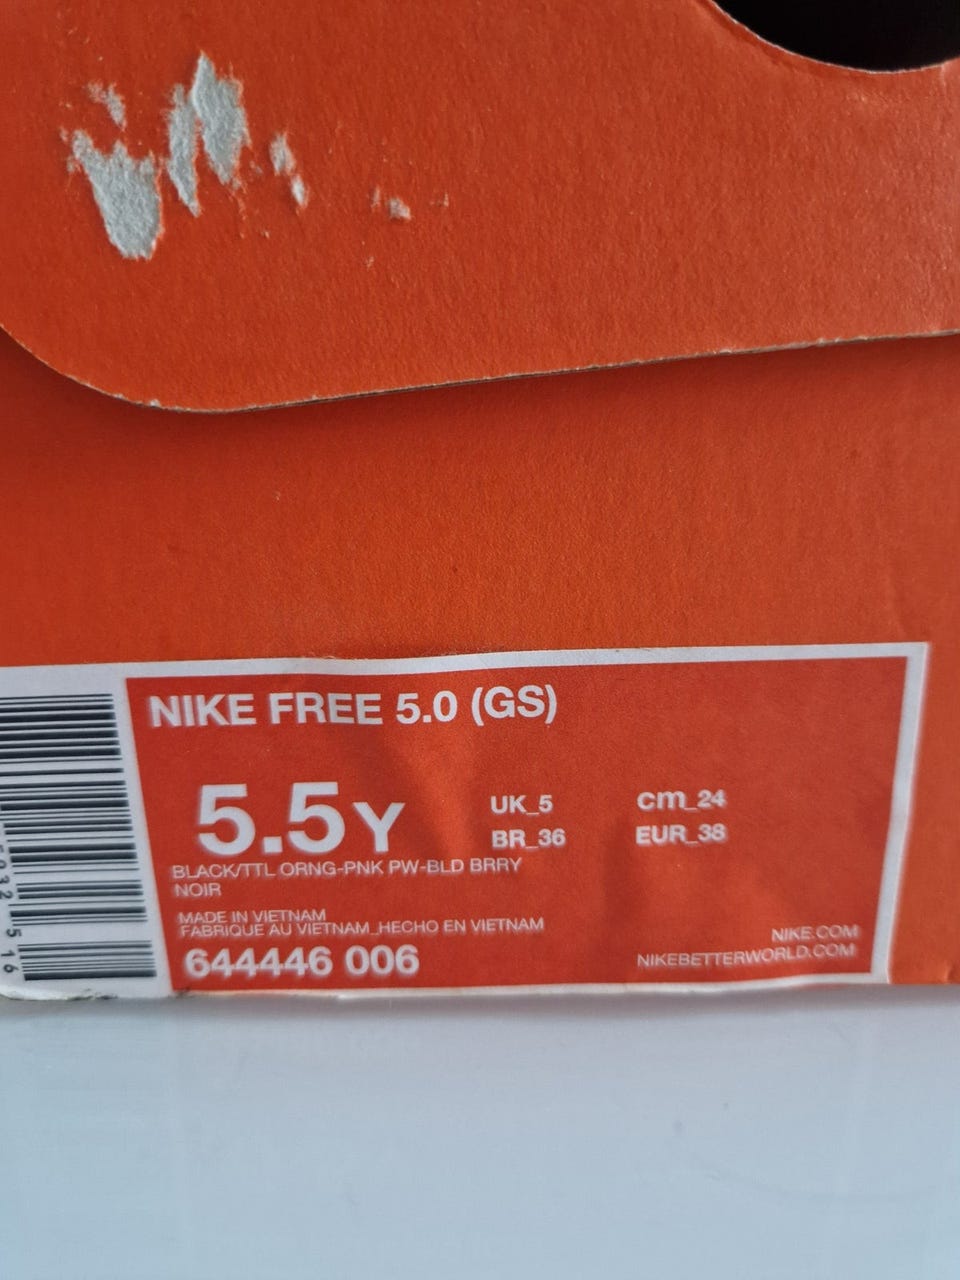 NIKE FREE 5.0 (GS)
5.5Y
UK_5 cm_24
BR_36 EUR_38
BLACK/TTL ORNG-PNK PW-BLD BRRY
NOIR
MADE IN VIETNAM
FABRIQUE AU VIETNAM_HECHO EN VIETNAM
644446 006
NIKE.COM
NIKEBETTERWORLD.COM